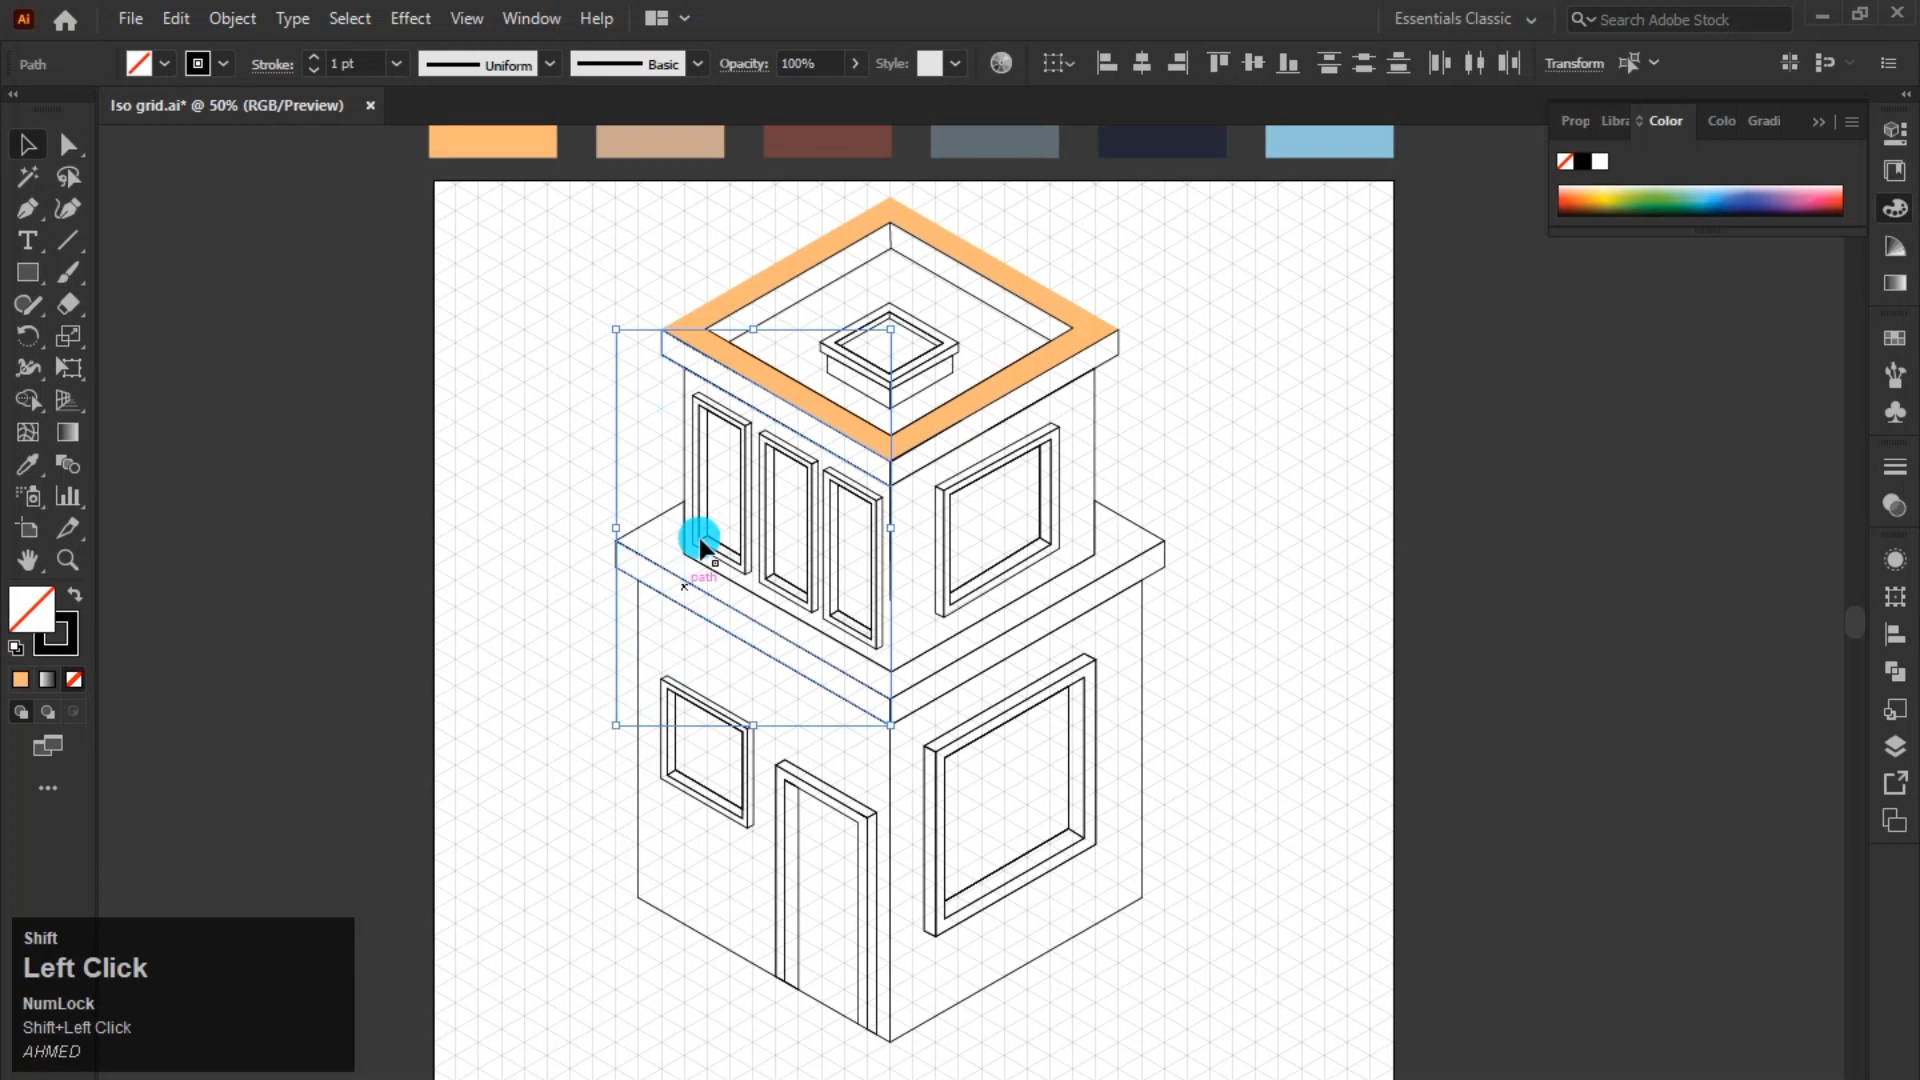 Ai File Edit Object Type Select Effect View Window Help Essentials Classic Search Adobe Stock
Path Stroke: 1 pt Uniform Basic Opacity: 100% Style: Transform
Iso grid.ai* @ 50% (RGB/Preview)
Prop Libra Color Colo Gradi
path
Shift
Left Click
NumLock
Shift+Left Click
AHMED